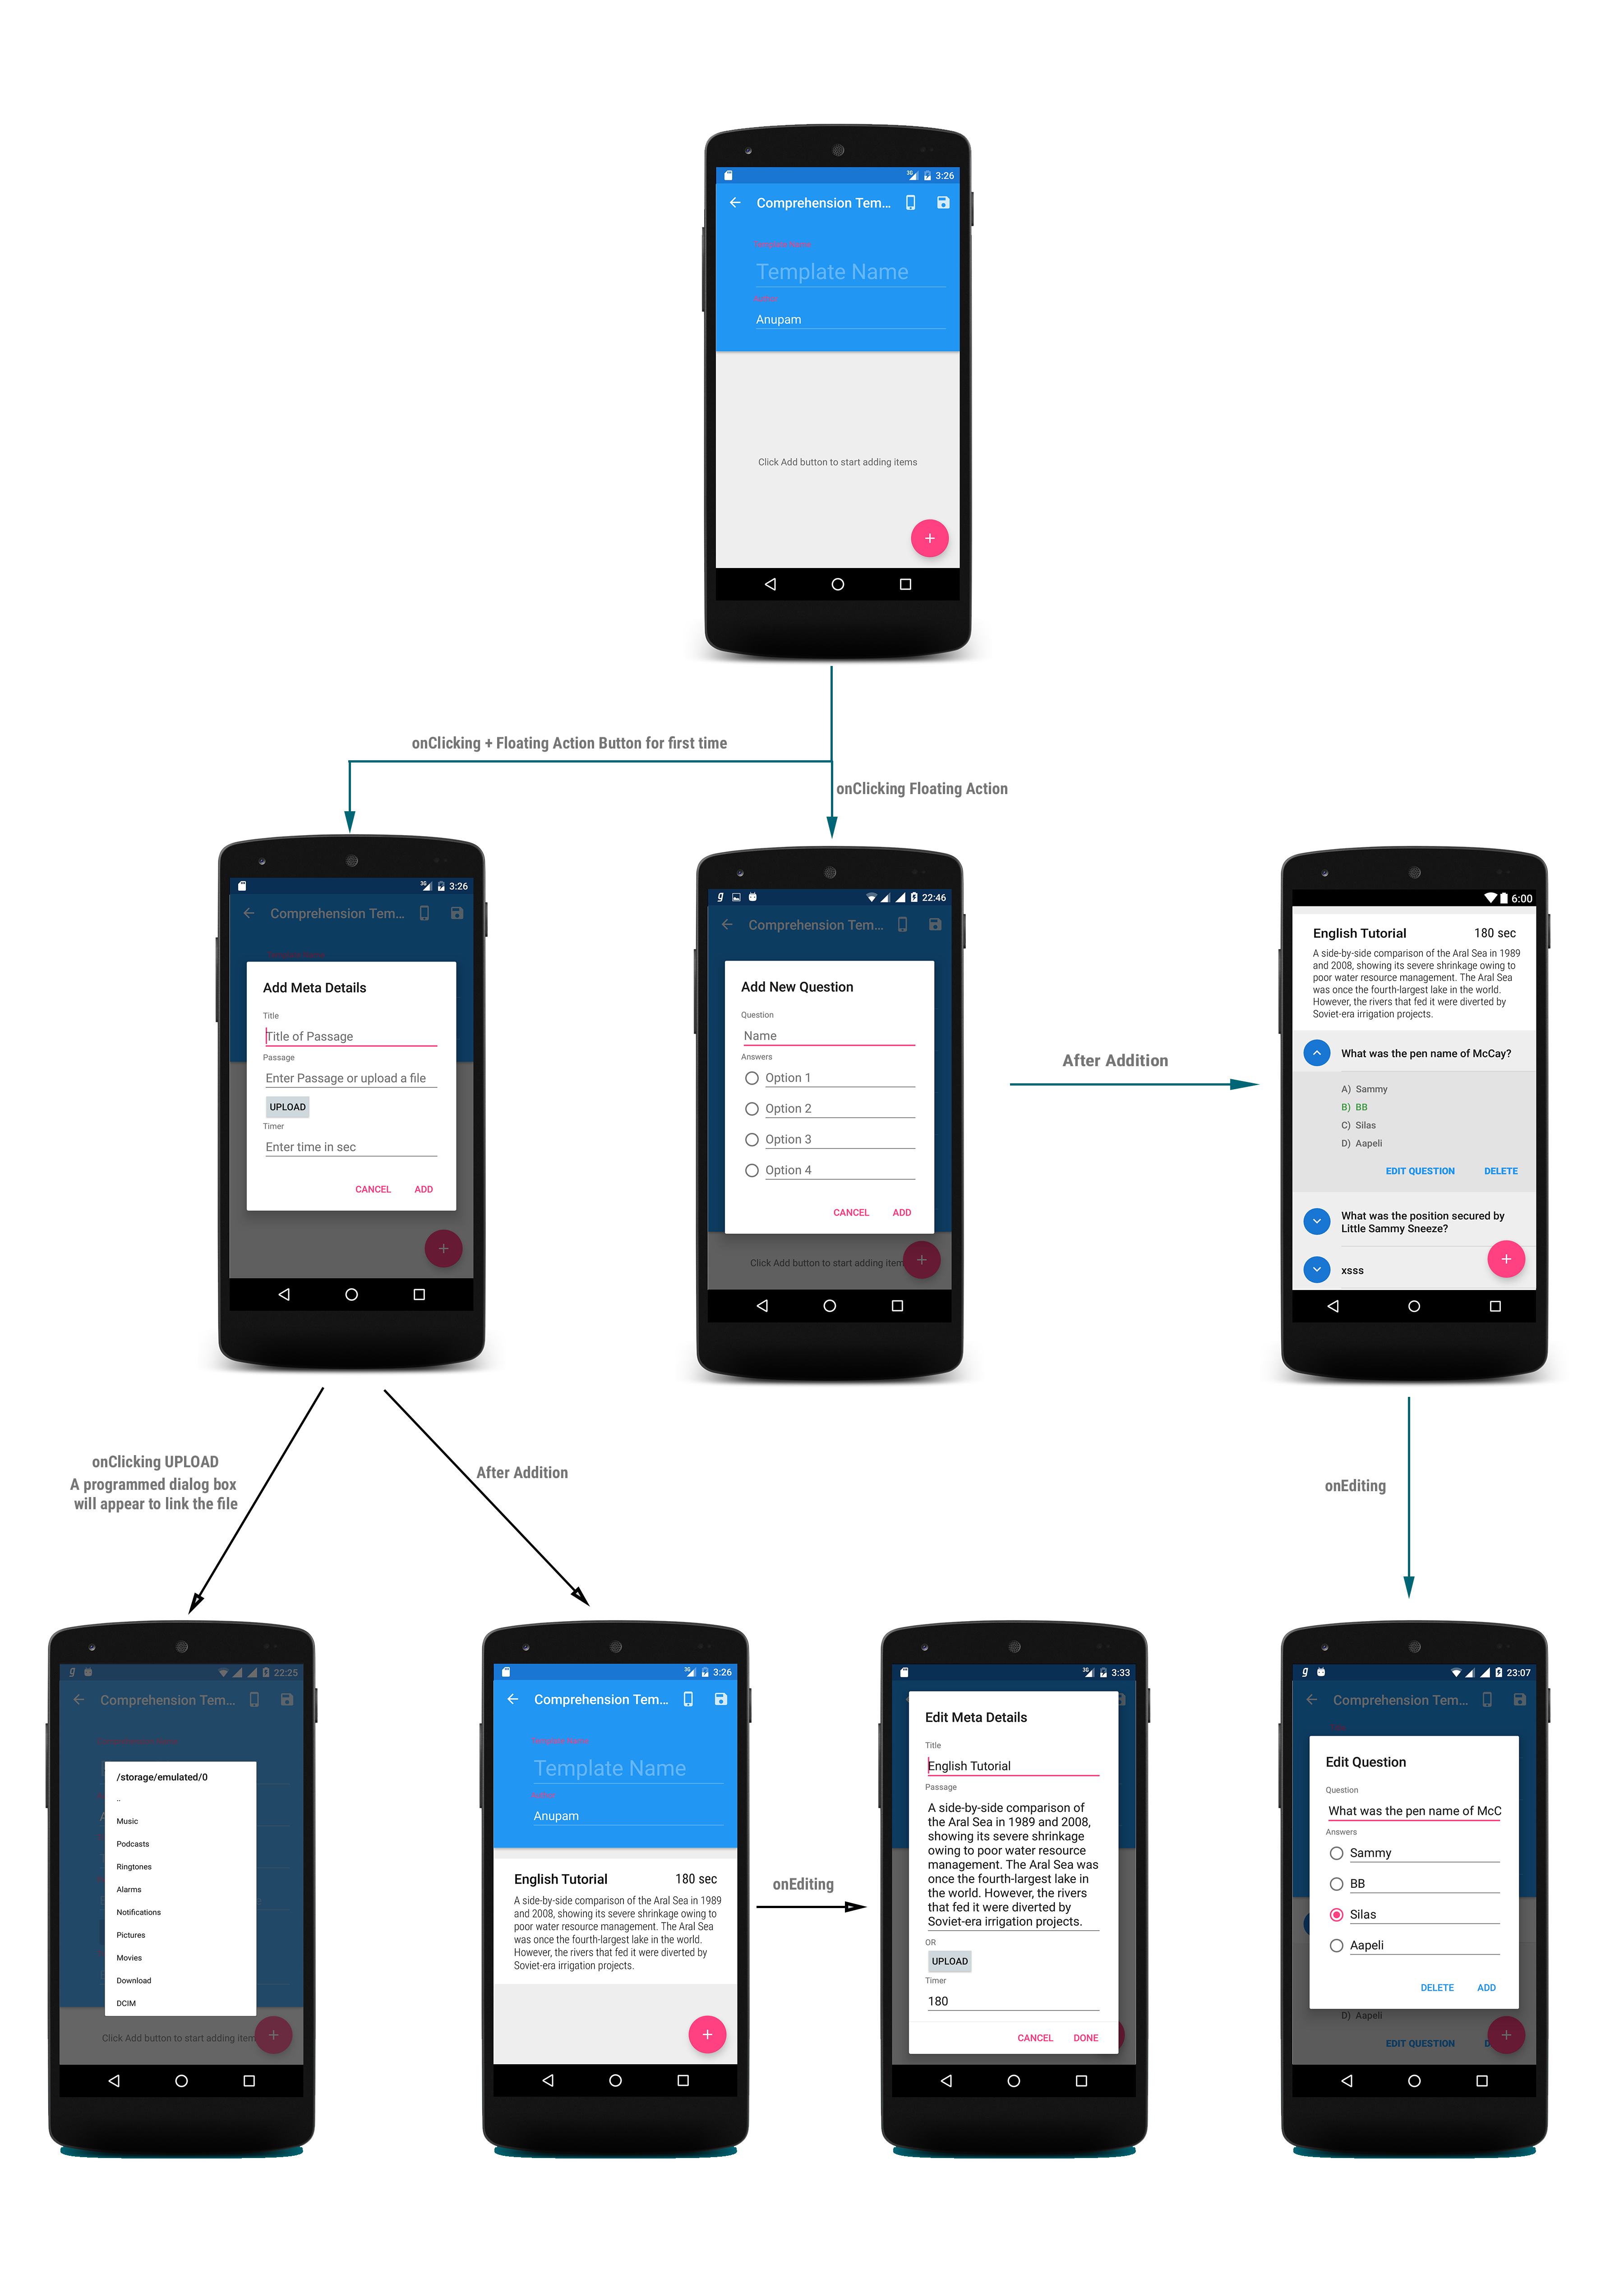 3G 3:26
Comprehension Tem...
Template Name
Template Name
Author
Anupam
Click Add button to start adding items
+
onClicking + Floating Action Button for first time
onClicking Floating Action
3G 3:26
Comprehension Tem...
Add Meta Details
Title
Title of Passage
Passage
Enter Passage or upload a file
UPLOAD
Timer
Enter time in sec
CANCEL ADD
+
g 22:46
Comprehension Tem...
Add New Question
Question
Name
Answers
Option 1
Option 2
Option 3
Option 4
CANCEL ADD
Click Add button to start adding item
+
After Addition
6:00
English Tutorial 180 sec
A side-by-side comparison of the Aral Sea in 1989
and 2008, showing its severe shrinkage owing to
poor water resource management. The Aral Sea
was once the fourth-largest lake in the world.
However, the rivers that fed it were diverted by
Soviet-era irrigation projects.
What was the pen name of McCay?
A) Sammy
B) BB
C) Silas
D) Aapeli
EDIT QUESTION DELETE
What was the position secured by
Little Sammy Sneeze?
xsss
+
onClicking UPLOAD
A programmed dialog box
will appear to link the file
After Addition
onEditing
g 22:25
Comprehension Tem...
/storage/emulated/0
..
Music
Podcasts
Ringtones
Alarms
Notifications
Pictures
Movies
Download
DCIM
Click Add button to start adding item
+
3G 3:26
Comprehension Tem...
Template Name
Template Name
Anupam
English Tutorial 180 sec
A side-by-side comparison of the Aral Sea in 1989
and 2008, showing its severe shrinkage owing to
poor water resource management. The Aral Sea
was once the fourth-largest lake in the world.
However, the rivers that fed it were diverted by
Soviet-era irrigation projects.
+
onEditing
3G 3:33
Edit Meta Details
Title
English Tutorial
Passage
A side-by-side comparison of
the Aral Sea in 1989 and 2008,
showing its severe shrinkage
owing to poor water resource
management. The Aral Sea was
once the fourth-largest lake in
the world. However, the rivers
that fed it were diverted by
Soviet-era irrigation projects.
OR
UPLOAD
Timer
180
CANCEL DONE
g 23:07
Comprehension Tem...
Edit Question
Question
What was the pen name of McC
Answers
Sammy
BB
Silas
Aapeli
DELETE ADD
D) Aapeli
EDIT QUESTION D
+